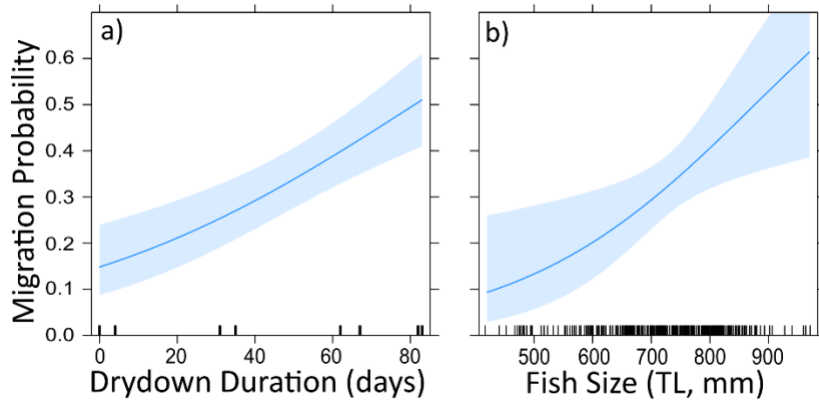 a)
b)
Migration Probability
0.6
0.5
0.4
0.3
0.2
0.1
0.0
0 20 40 60 80
500 600 700 800 900
Drydown Duration (days)
Fish Size (TL, mm)